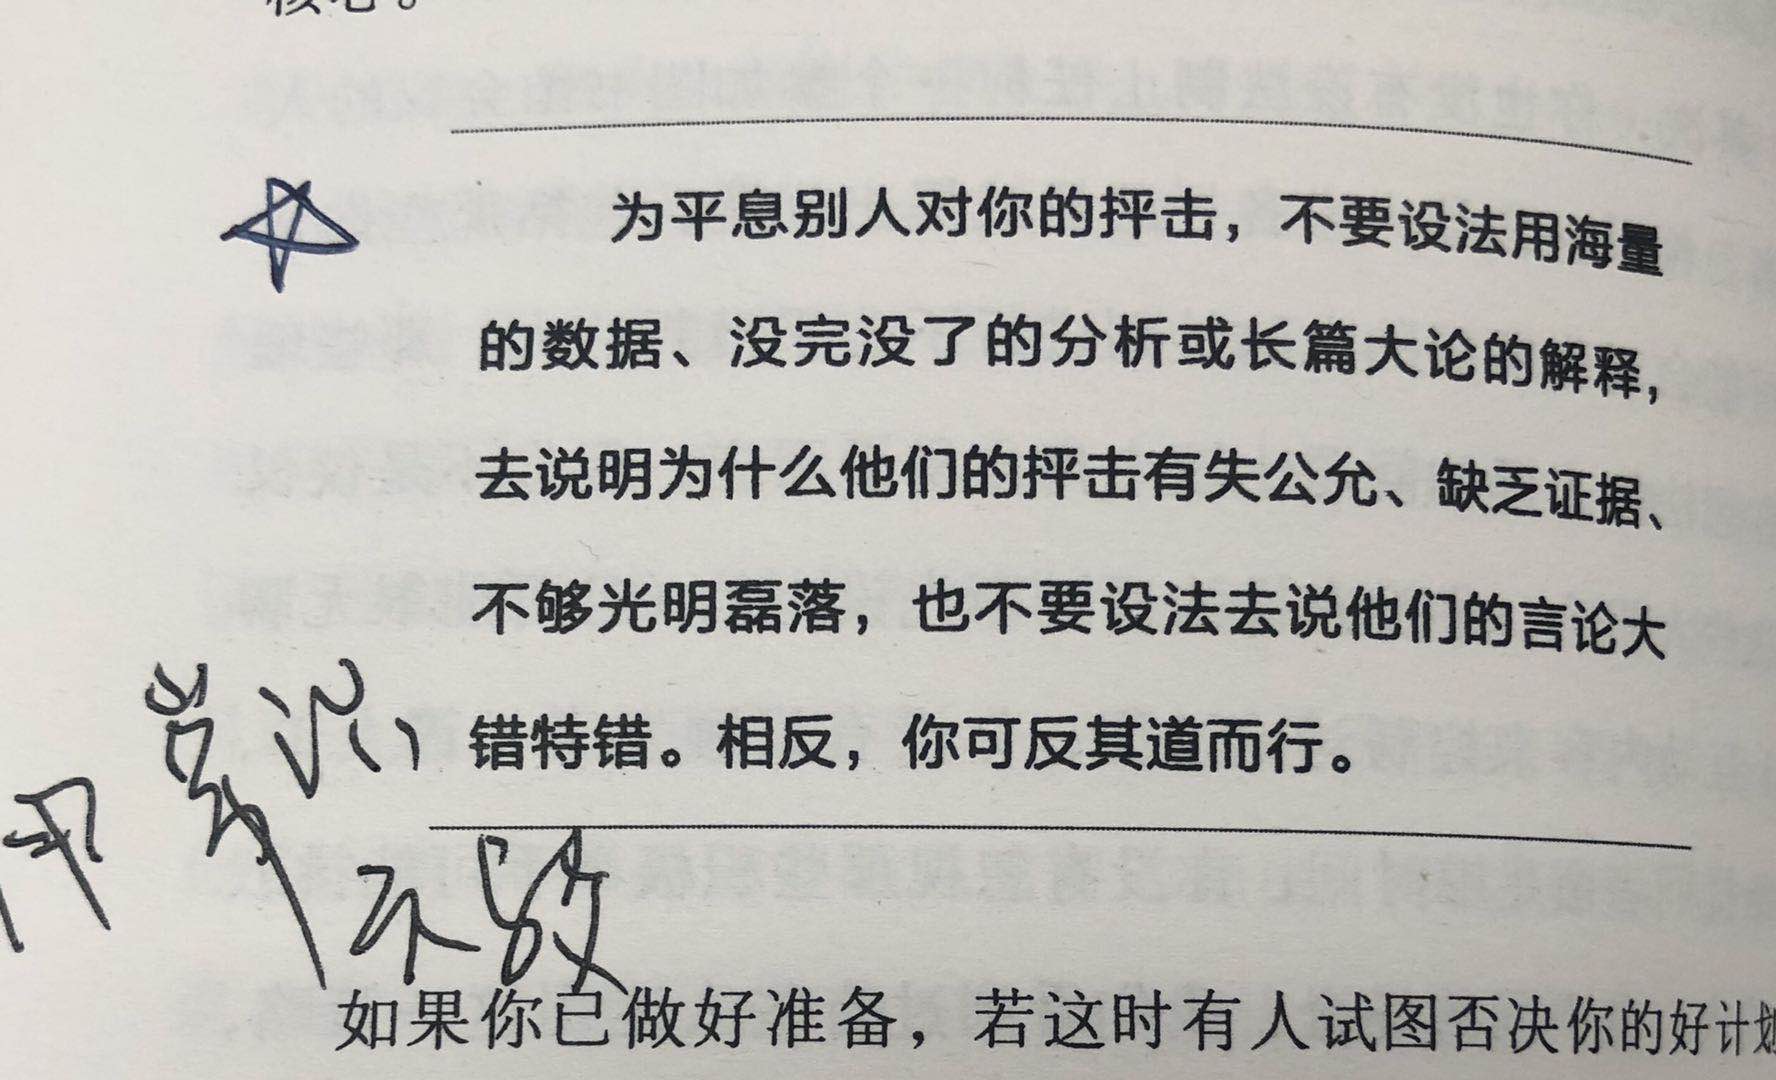 核心。
为平息别人对你的抨击，不要设法用海量
的数据、没完没了的分析或长篇大论的解释，
去说明为什么他们的抨击有失公允、缺乏证据、
不够光明磊落，也不要设法去说他们的言论大
错特错。相反，你可反其道而行。
用常识
如果你已做好准备，若这时有人试图否决你的好计划